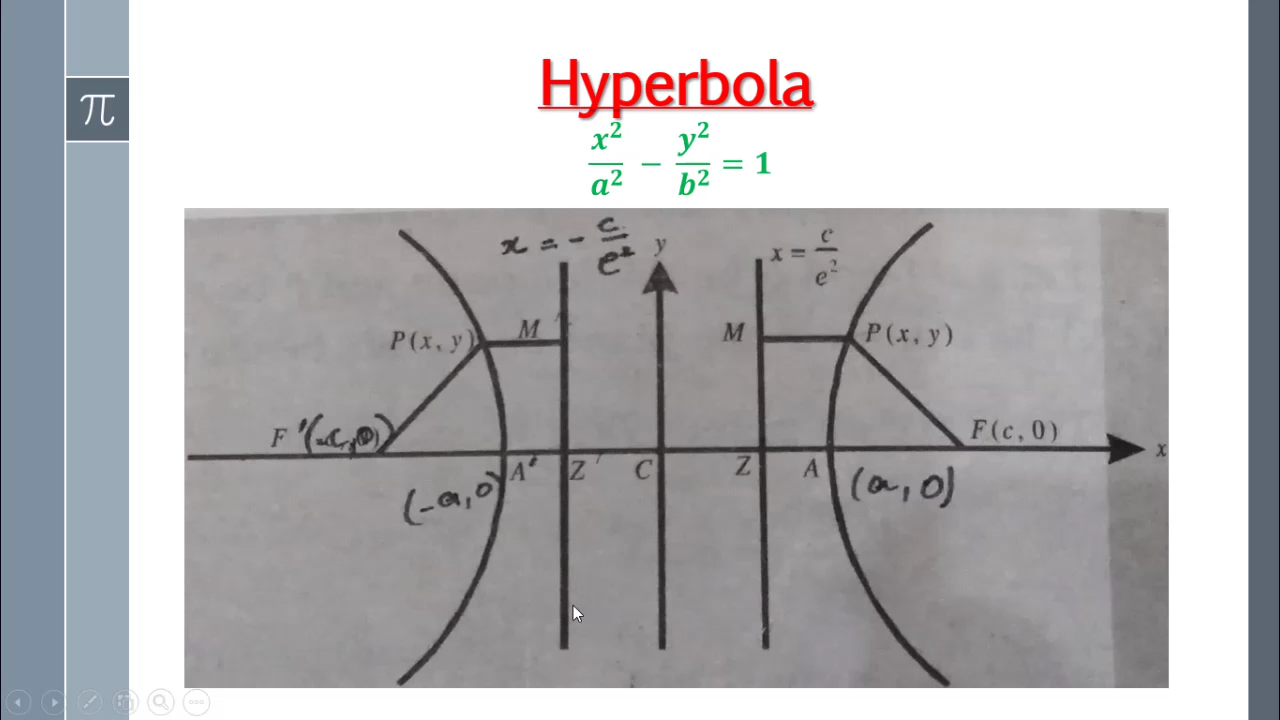 π
Hyperbola
x²/a² − y²/b² = 1
x = - c/e²
y
x = c/e²
P(x, y)
M
M
P(x, y)
F'(-c, 0)
F(c, 0)
x
A'
Z'
C
Z
A
(-a, 0)
(a, 0)